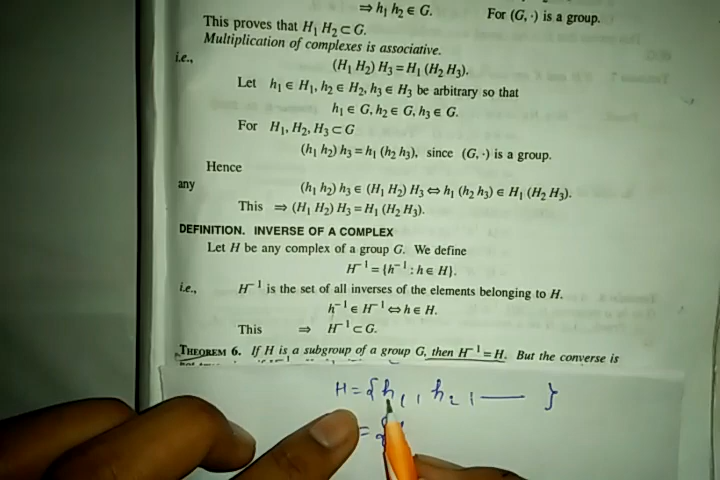 ⇒ h₁ h₂ ∈ G. For (G, ·) is a group.
This proves that H₁ H₂ ⊂ G.
Multiplication of complexes is associative.
i.e., (H₁ H₂) H₃ = H₁ (H₂ H₃).
Let h₁ ∈ H₁, h₂ ∈ H₂, h₃ ∈ H₃ be arbitrary so that
h₁ ∈ G, h₂ ∈ G, h₃ ∈ G.
For H₁, H₂, H₃ ⊂ G
(h₁ h₂) h₃ = h₁ (h₂ h₃), since (G, ·) is a group.
Hence
any (h₁ h₂) h₃ ∈ (H₁ H₂) H₃ ⇔ h₁ (h₂ h₃) ∈ H₁ (H₂ H₃).
This ⇒ (H₁ H₂) H₃ = H₁ (H₂ H₃).
DEFINITION. INVERSE OF A COMPLEX
Let H be any complex of a group G. We define
H⁻¹ = {h⁻¹ : h ∈ H}.
i.e., H⁻¹ is the set of all inverses of the elements belonging to H.
h⁻¹ ∈ H⁻¹ ⇔ h ∈ H.
This ⇒ H⁻¹ ⊂ G.
THEOREM 6. If H is a subgroup of a group G, then H⁻¹ = H. But the converse is
H = {h₁, h₂, — }
= {